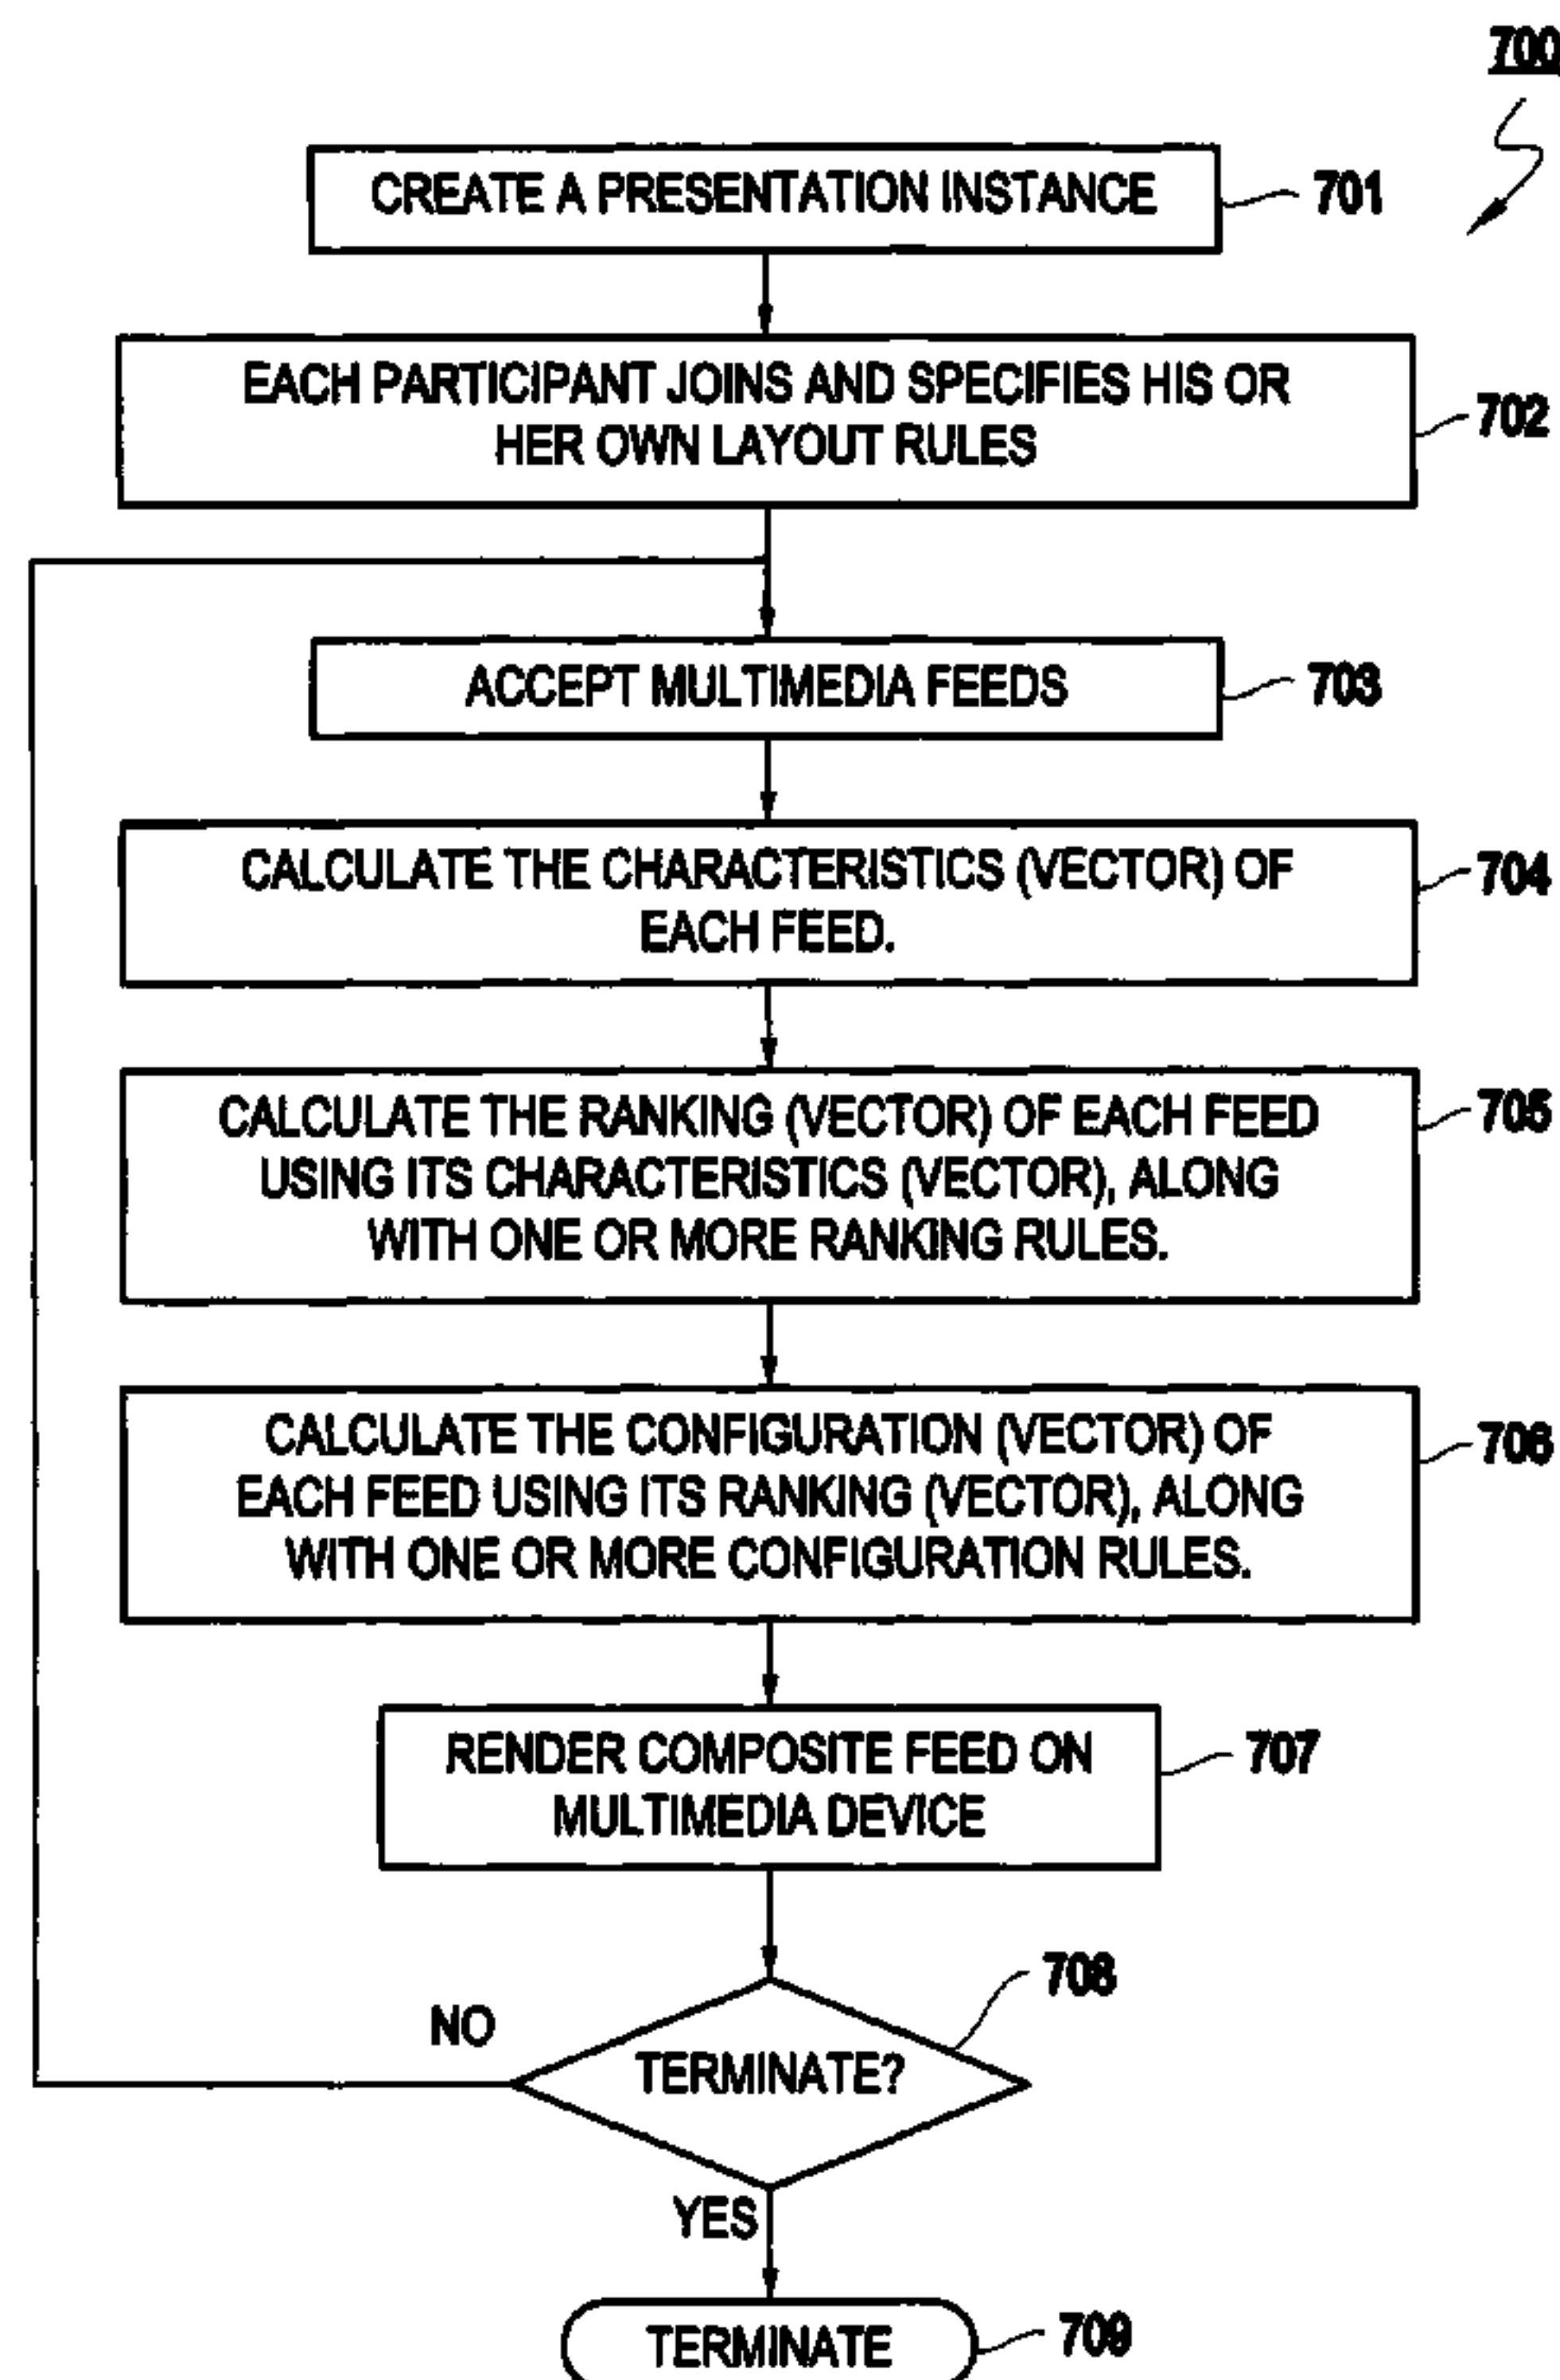 700
CREATE A PRESENTATION INSTANCE
701
EACH PARTICIPANT JOINS AND SPECIFIES HIS OR
HER OWN LAYOUT RULES
702
ACCEPT MULTIMEDIA FEEDS
703
CALCULATE THE CHARACTERISTICS (VECTOR) OF
EACH FEED.
704
CALCULATE THE RANKING (VECTOR) OF EACH FEED
USING ITS CHARACTERISTICS (VECTOR), ALONG
WITH ONE OR MORE RANKING RULES.
705
CALCULATE THE CONFIGURATION (VECTOR) OF
EACH FEED USING ITS RANKING (VECTOR), ALONG
WITH ONE OR MORE CONFIGURATION RULES.
706
RENDER COMPOSITE FEED ON
MULTIMEDIA DEVICE
707
708
NO
TERMINATE?
YES
TERMINATE
709